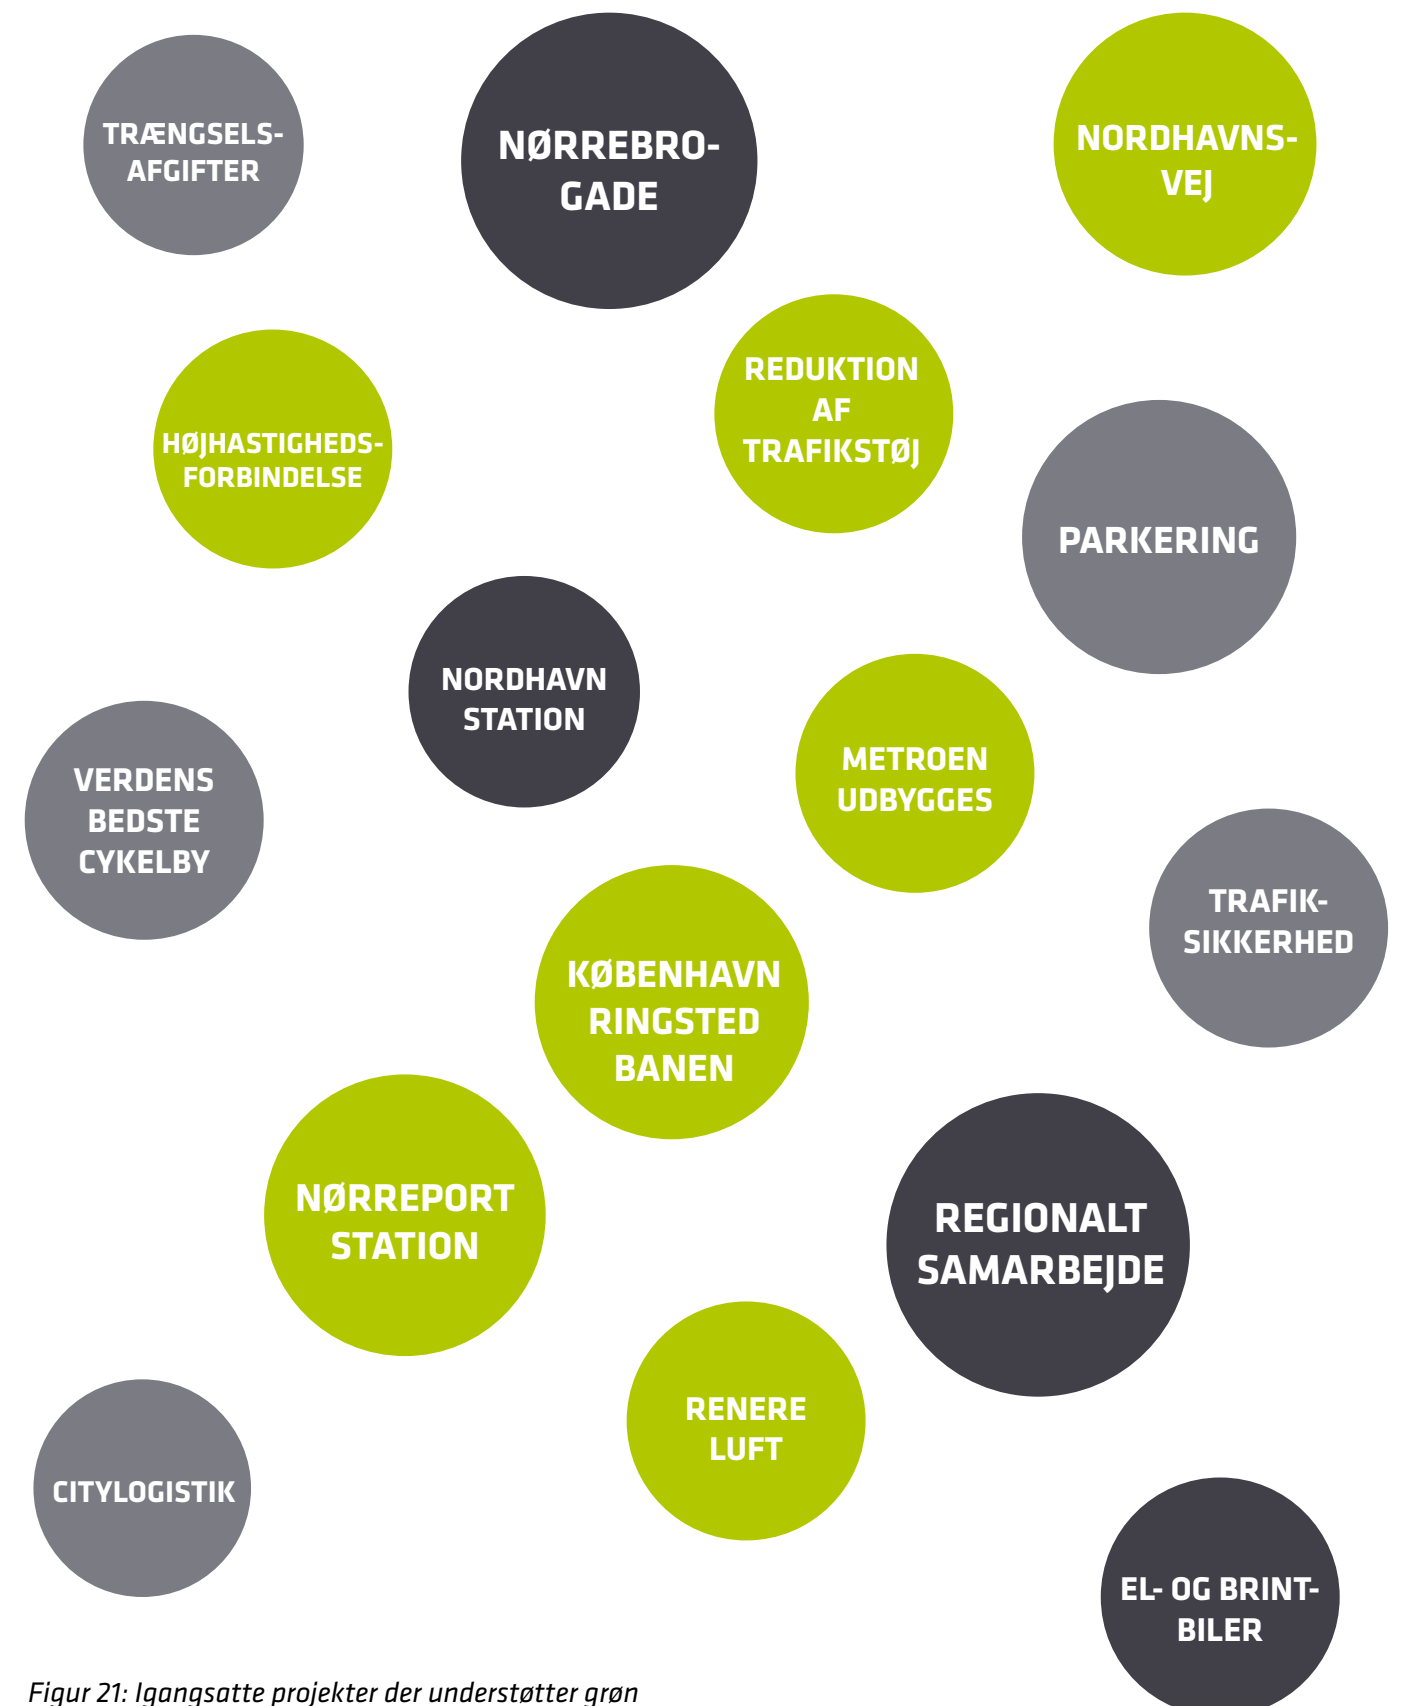 TRÆNGSELS-
AFGIFTER
NØRREBRO-
GADE
NORDHAVNS-
VEJ
HØJHASTIGHEDS-
FORBINDELSE
REDUKTION
AF
TRAFIKSTØJ
PARKERING
NORDHAVN
STATION
METROEN
UDBYGGES
VERDENS
BEDSTE
CYKELBY
TRAFIK-
SIKKERHED
KØBENHAVN
RINGSTED
BANEN
NØRREPORT
STATION
REGIONALT
SAMARBEJDE
RENERE
LUFT
CITYLOGISTIK
EL- OG BRINT-
BILER
Figur 21: Igangsatte projekter der understøtter grøn